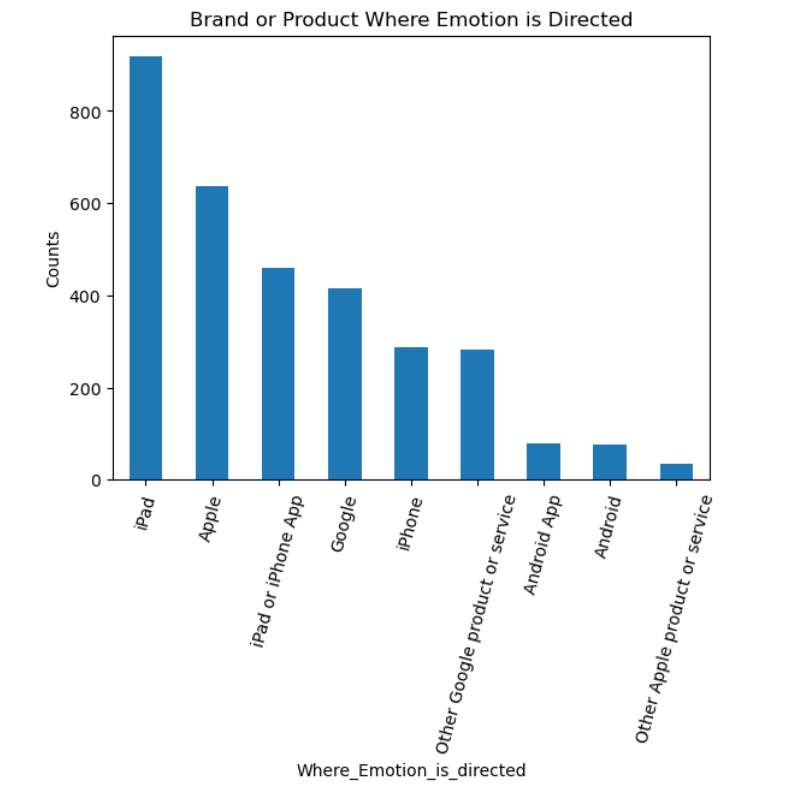 Brand or Product Where Emotion is Directed
Counts
800
600
400
200
0
iPad
Apple
iPad or iPhone App
Google
iPhone
Other Google product or service
Android App
Android
Other Apple product or service
Where_Emotion_is_directed